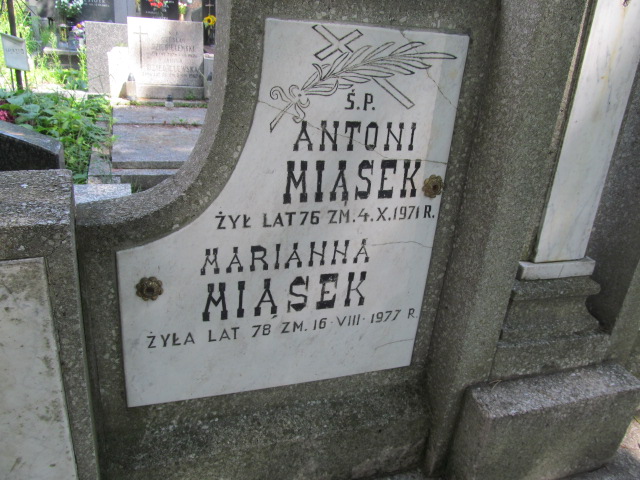 Ś.P.
ANTONI
MIĄSEK
ŻYŁ LAT 76 ZM. 4. X. 1971 R.
MARIANNA
MIĄSEK
ŻYŁA LAT 78 ZM. 16·VIII·1977 R.